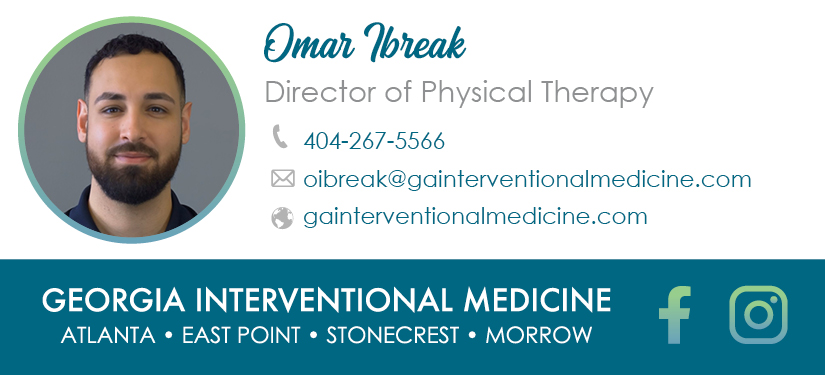 Omar Ibreak
Director of Physical Therapy
404-267-5566
oibreak@gainterventionalmedicine.com
gainterventionalmedicine.com
GEORGIA INTERVENTIONAL MEDICINE
ATLANTA • EAST POINT • STONECREST • MORROW